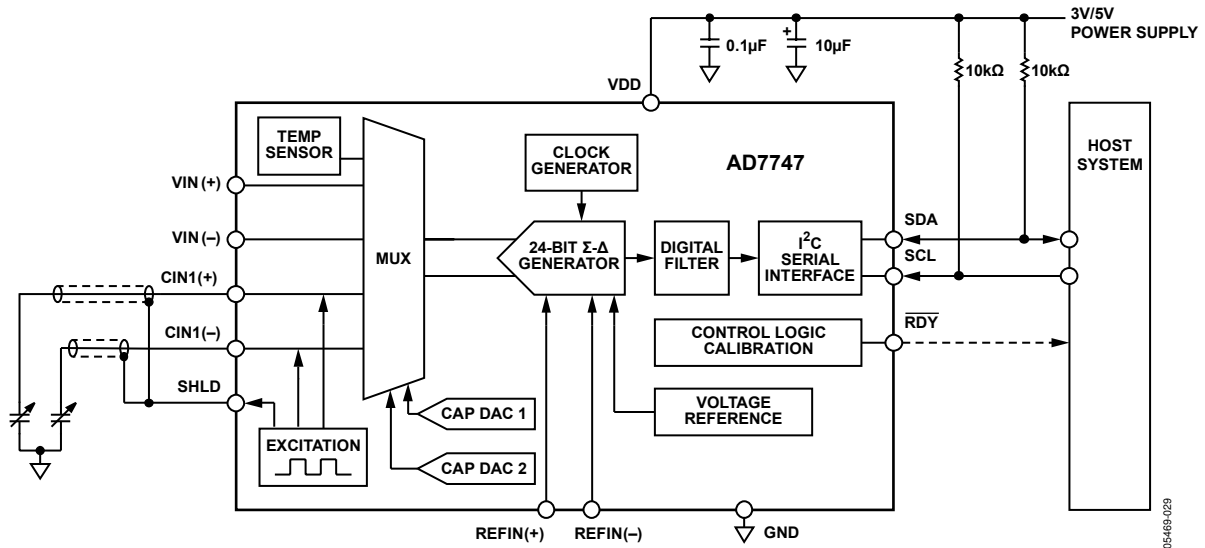 3V/5V
POWER SUPPLY
0.1µF
+
10µF
10kΩ
10kΩ
VDD
TEMP
SENSOR
CLOCK
GENERATOR
AD7747
HOST
SYSTEM
VIN (+)
VIN (–)
MUX
24-BIT Σ-Δ
GENERATOR
DIGITAL
FILTER
I²C
SERIAL
INTERFACE
SDA
SCL
CIN1(+)
CIN1(–)
CONTROL LOGIC
CALIBRATION
RDY
SHLD
EXCITATION
CAP DAC 1
CAP DAC 2
VOLTAGE
REFERENCE
REFIN(+)
REFIN(–)
GND
05469-029